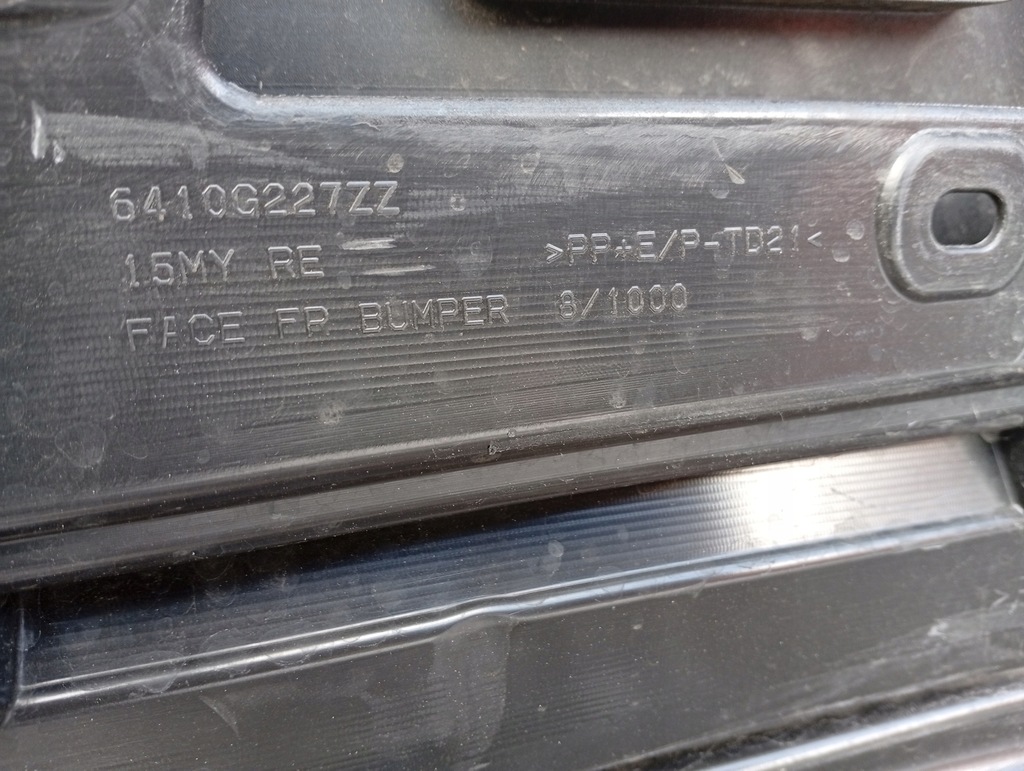 6410G227ZZ
15MY RE
>PP+E/P-TD21<
FACE FR BUMPER 8/1000